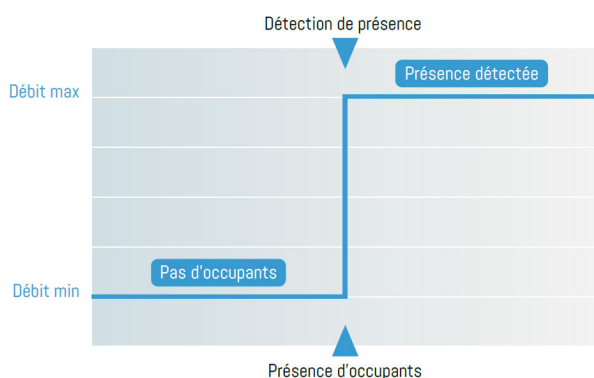 Détection de présence
Présence détectée
Débit max
Pas d'occupants
Débit min
Présence d'occupants